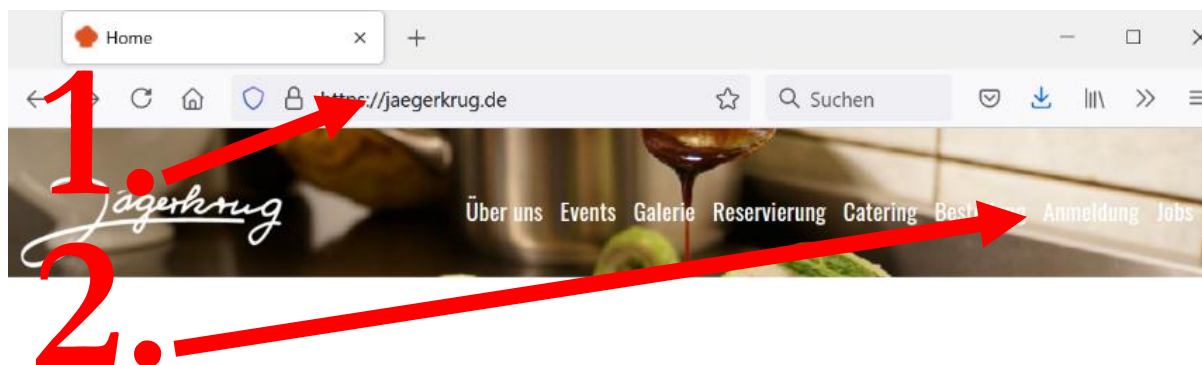 Home
1.
https://jaegerkrug.de
Suchen
Jägerkrug
Über uns Events Galerie Reservierung Catering Anmeldung Jobs
2.